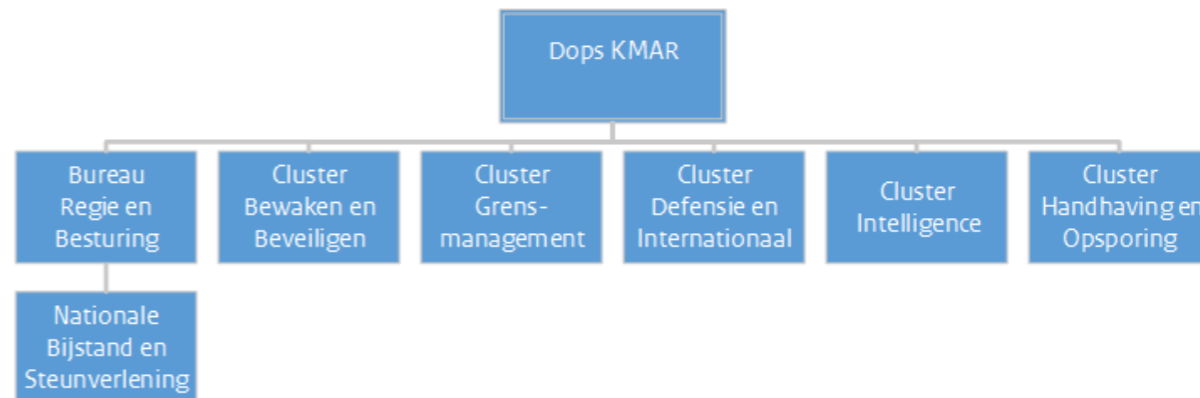 Dops KMAR
Bureau
Regie en
Besturing
Cluster
Bewaken en
Beveiligen
Cluster
Grens-
management
Cluster
Defensie en
Internationaal
Cluster
Intelligence
Cluster
Handhaving en
Opsporing
Nationale
Bijstand en
Steunverlening